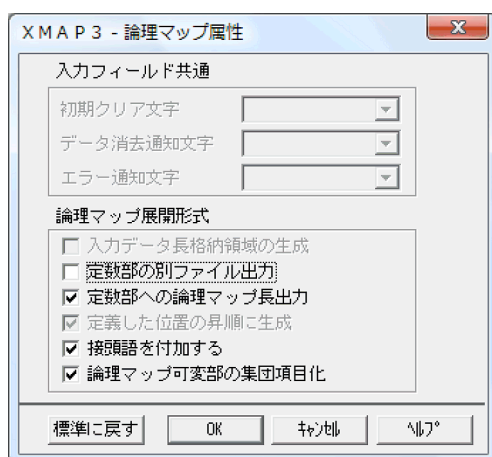 XMAP3-論理マップ属性
入力フィールド共通
初期クリア文字
データ消去通知文字
エラー通知文字
論理マップ展開形式
入力データ長格納領域の生成
定数部の別ファイル出力
定数部への論理マップ長出力
定義した位置の昇順に生成
接頭語を付加する
論理マップ可変部の集団項目化
標準に戻す OK ｷｬﾝｾﾙ ﾍﾙﾌﾟ